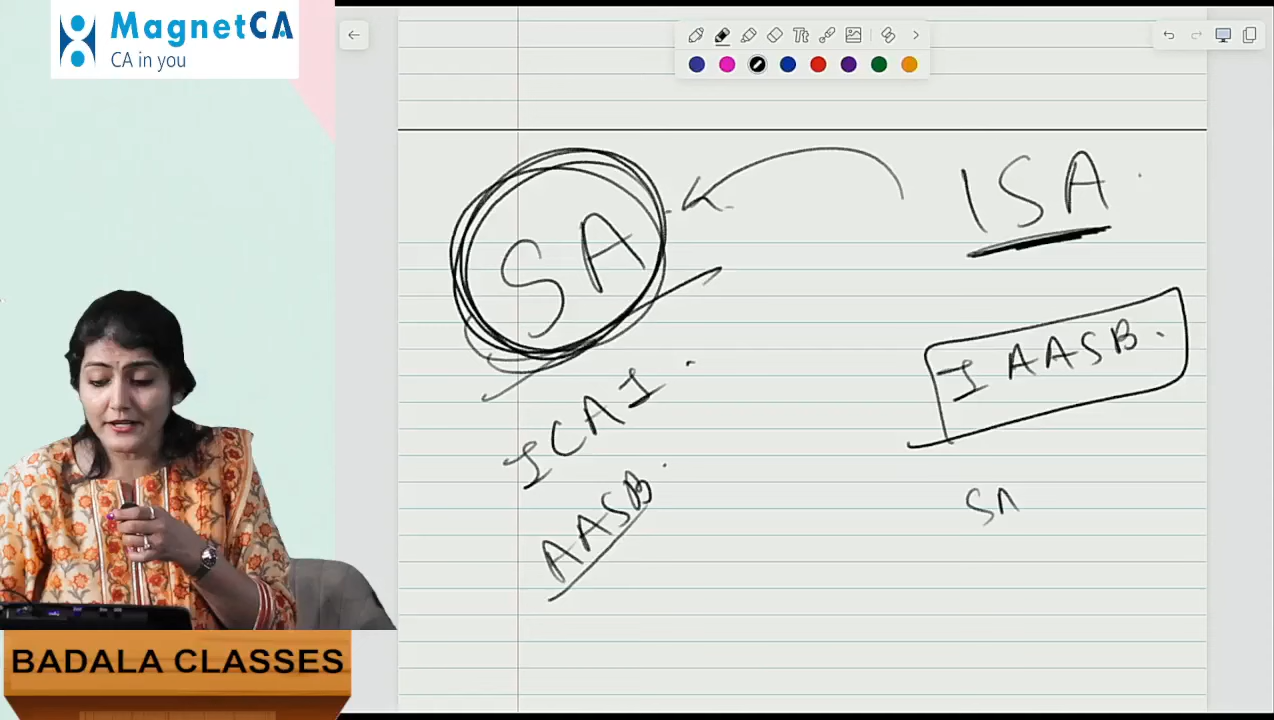 MagnetCA
CA in you
SA
ISA
ICAI
AASB
IAASB
SA
BADALA CLASSES